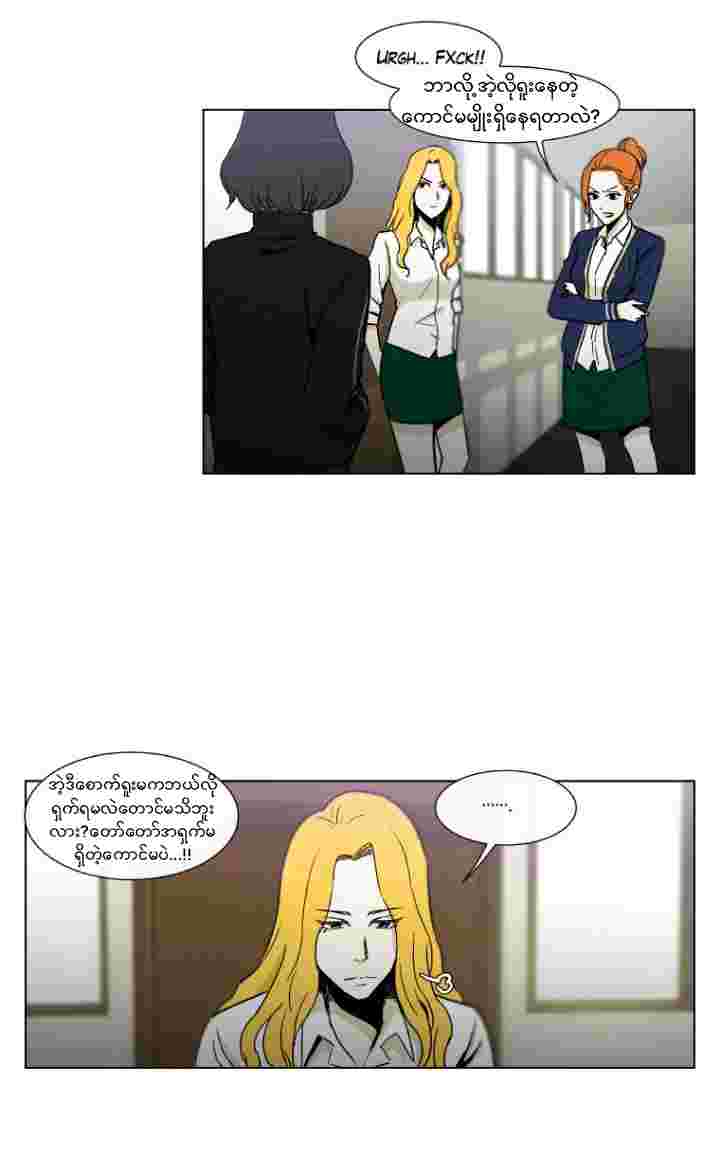 URGH... FXCK!!
ဘာလို့အဲ့လိုရူးနေတဲ့
ကောင်မမျိုးရှိနေရတာလဲ?
အဲ့ဒီစောက်ရူးမကဘယ်လို
ရှက်ရမလဲတောင်မသိဘူး
လား?တော်တော်အရှက်မ
ရှိတဲ့ကောင်မပဲ...!!
.......